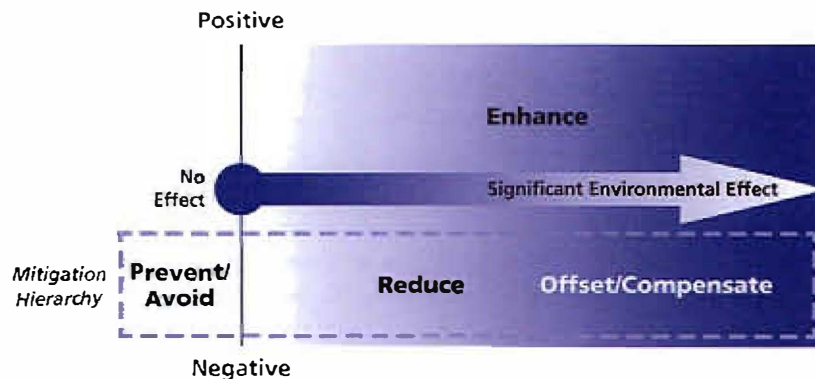 Positive
Enhance
No
Effect
Significant Environmental Effect
Mitigation
Hierarchy
Prevent/
Avoid
Reduce
Offset/Compensate
Negative